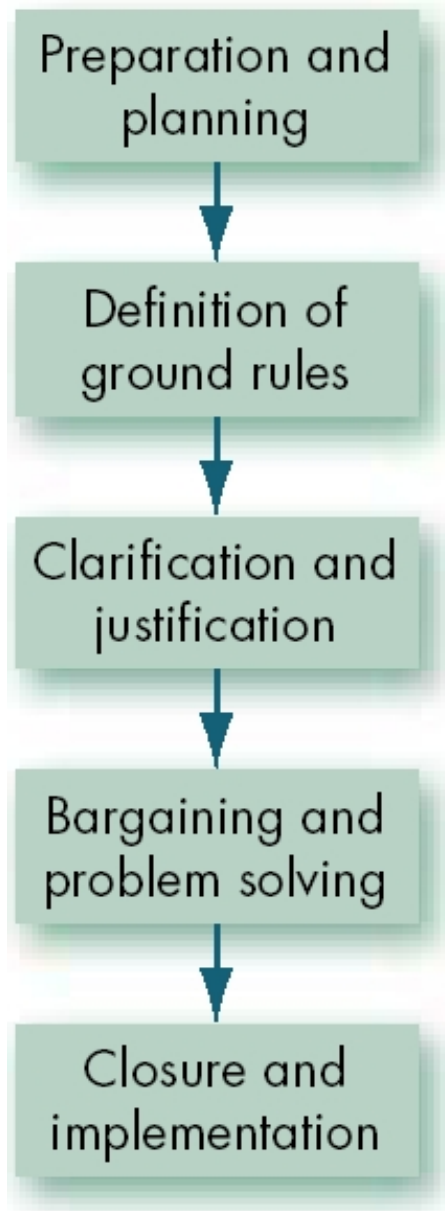 Preparation and
planning
Definition of
ground rules
Clarification and
justification
Bargaining and
problem solving
Closure and
implementation